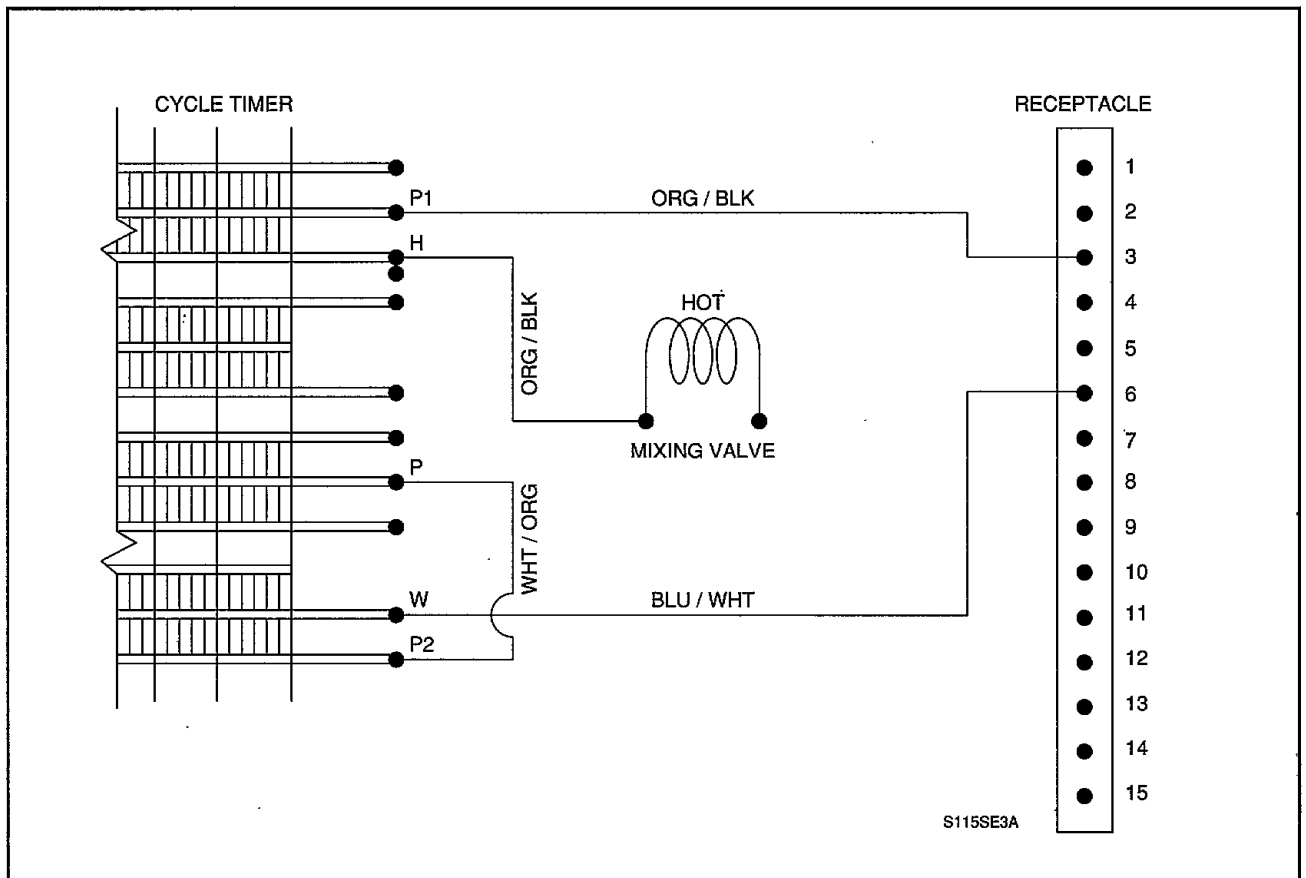 CYCLE TIMER
RECEPTACLE
1
P1
ORG / BLK
2
H
3
ORG / BLK
HOT
4
5
6
MIXING VALVE
7
P
WHT / ORG
8
9
10
W
BLU / WHT
11
P2
12
13
14
15
S115SE3A